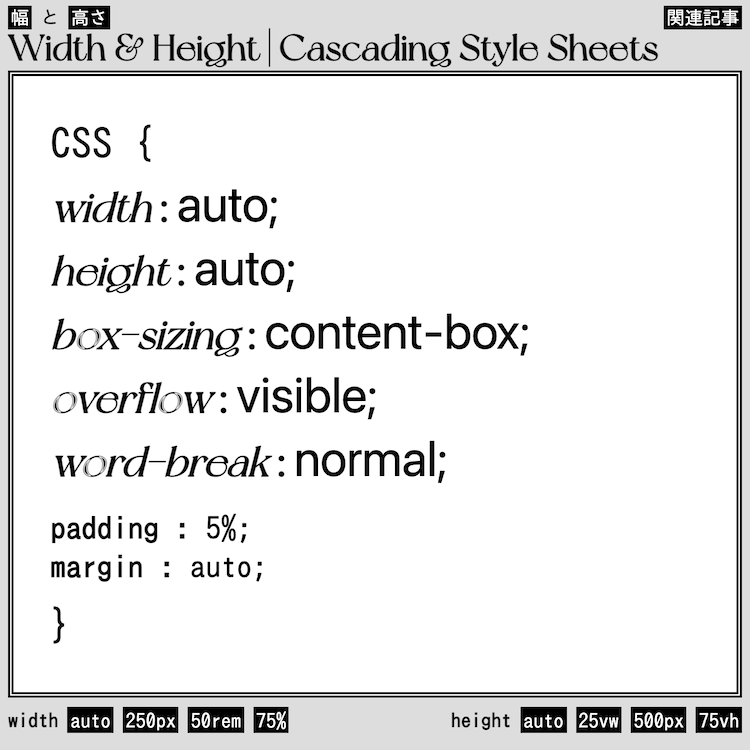 幅 と 高さ 関連記事
Width & Height | Cascading Style Sheets
CSS {
width : auto;
height : auto;
box-sizing : content-box;
overflow : visible;
word-break : normal;
padding : 5%;
margin : auto;
}
width auto 250px 50rem 75% height auto 25vw 500px 75vh